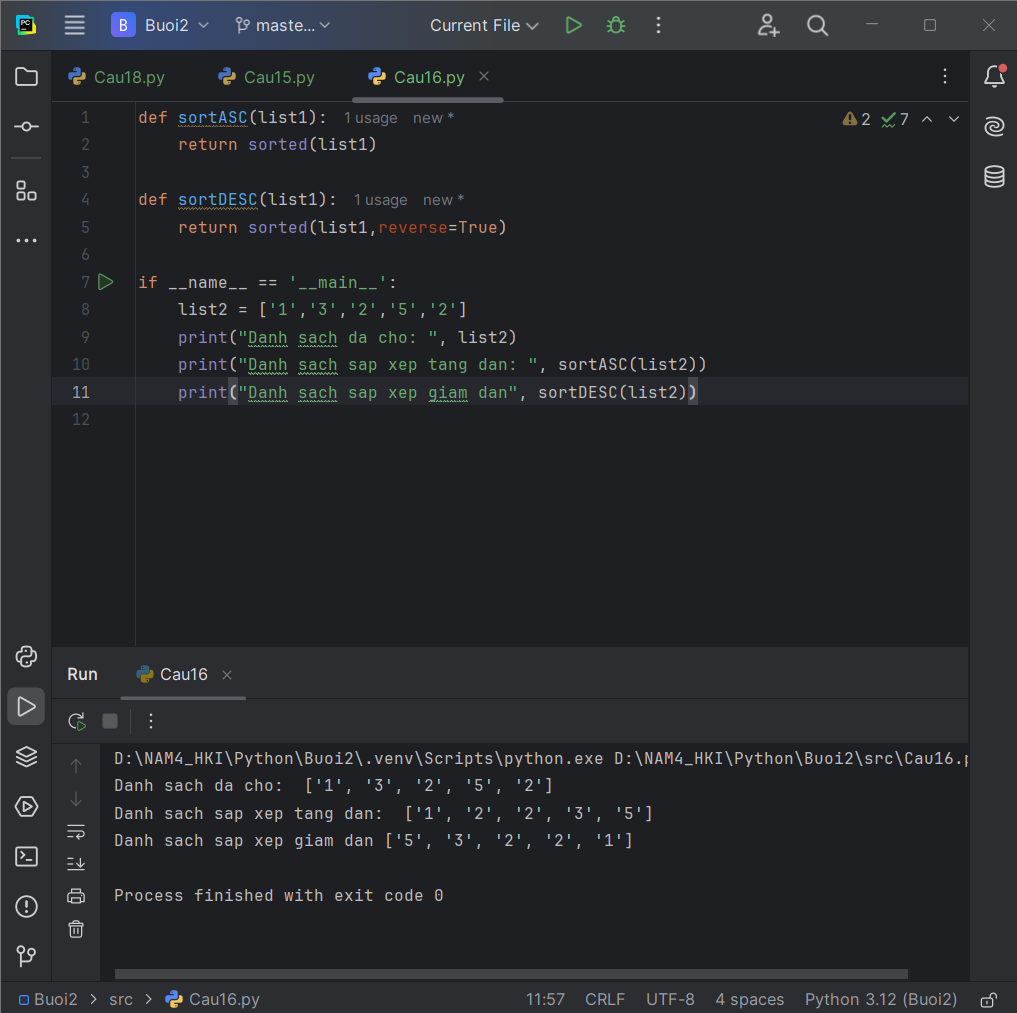 B Buoi2 maste... Current File
Cau18.py Cau15.py Cau16.py
1 def sortASC(list1): 1 usage new *
2 return sorted(list1)
3
4 def sortDESC(list1): 1 usage new *
5 return sorted(list1,reverse=True)
6
7 if __name__ == '__main__':
8 list2 = ['1','3','2','5','2']
9 print("Danh sach da cho: ", list2)
10 print("Danh sach sap xep tang dan: ", sortASC(list2))
11 print("Danh sach sap xep giam dan", sortDESC(list2))
12
2 7
Run Cau16
D:\NAM4_HKI\Python\Buoi2\.venv\Scripts\python.exe D:\NAM4_HKI\Python\Buoi2\src\Cau16.p
Danh sach da cho:  ['1', '3', '2', '5', '2']
Danh sach sap xep tang dan:  ['1', '2', '2', '3', '5']
Danh sach sap xep giam dan ['5', '3', '2', '2', '1']
Process finished with exit code 0
Buoi2 > src > Cau16.py 11:57 CRLF UTF-8 4 spaces Python 3.12 (Buoi2)